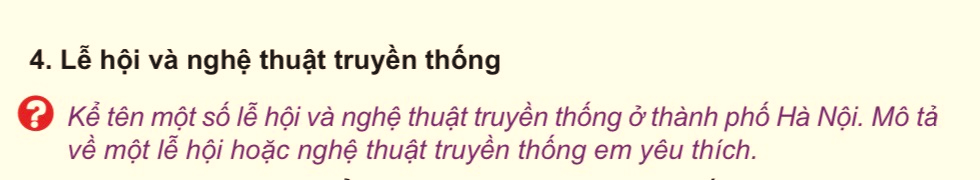 4. Lễ hội và nghệ thuật truyền thống
? Kể tên một số lễ hội và nghệ thuật truyền thống ở thành phố Hà Nội. Mô tả
về một lễ hội hoặc nghệ thuật truyền thống em yêu thích.